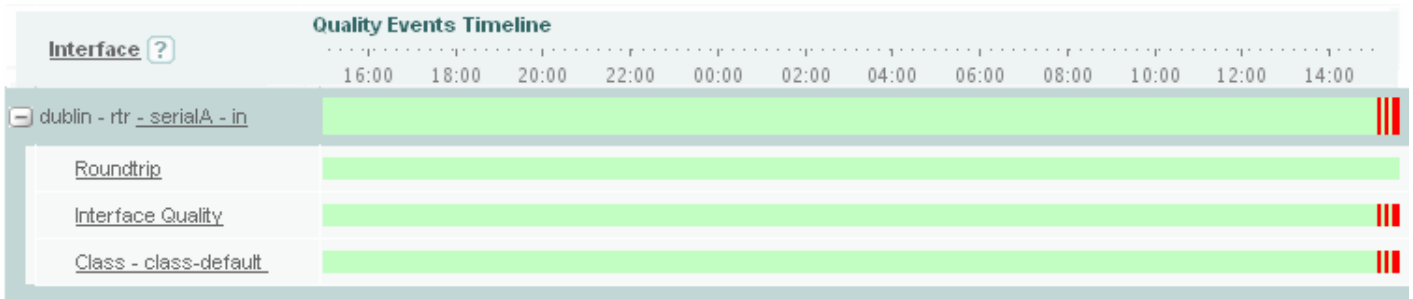 Quality Events Timeline
Interface ?
16:00 18:00 20:00 22:00 00:00 02:00 04:00 06:00 08:00 10:00 12:00 14:00
dublin - rtr - serialA - in
Roundtrip
Interface Quality
Class - class-default